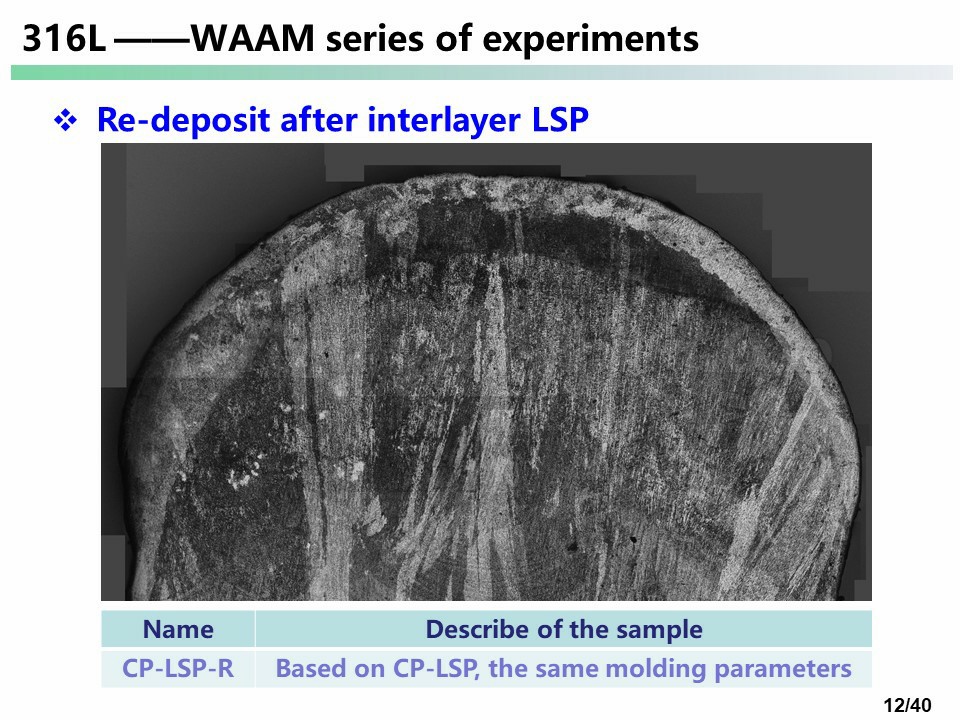 316L ——WAAM series of experiments
❖ Re-deposit after interlayer LSP
Name Describe of the sample
CP-LSP-R Based on CP-LSP, the same molding parameters
12/40